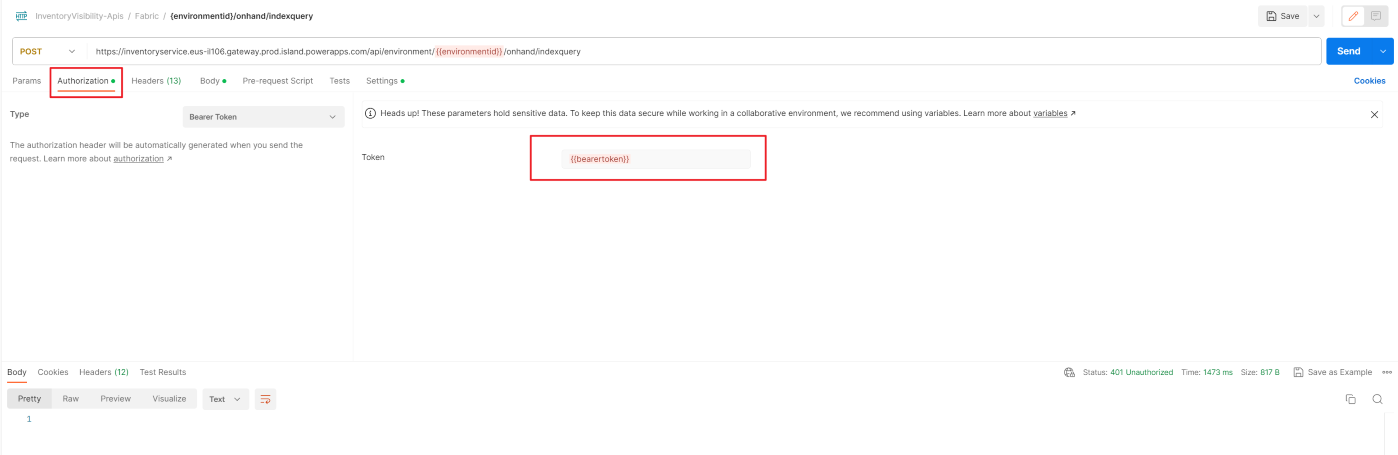 HTTP InventoryVisibility-Apis / Fabric / {environmentid}/onhand/indexquery Save
POST https://inventoryservice.eus-il106.gateway.prod.island.powerapps.com/api/environment/{{environmentid}}/onhand/indexquery Send
Params Authorization Headers (13) Body Pre-request Script Tests Settings Cookies
Type Bearer Token
The authorization header will be automatically generated when you send the
request. Learn more about authorization ↗
Heads up! These parameters hold sensitive data. To keep this data secure while working in a collaborative environment, we recommend using variables. Learn more about variables ↗
Token {{bearertoken}}
Body Cookies Headers (12) Test Results Status: 401 Unauthorized Time: 1473 ms Size: 817 B Save as Example
Pretty Raw Preview Visualize Text
1